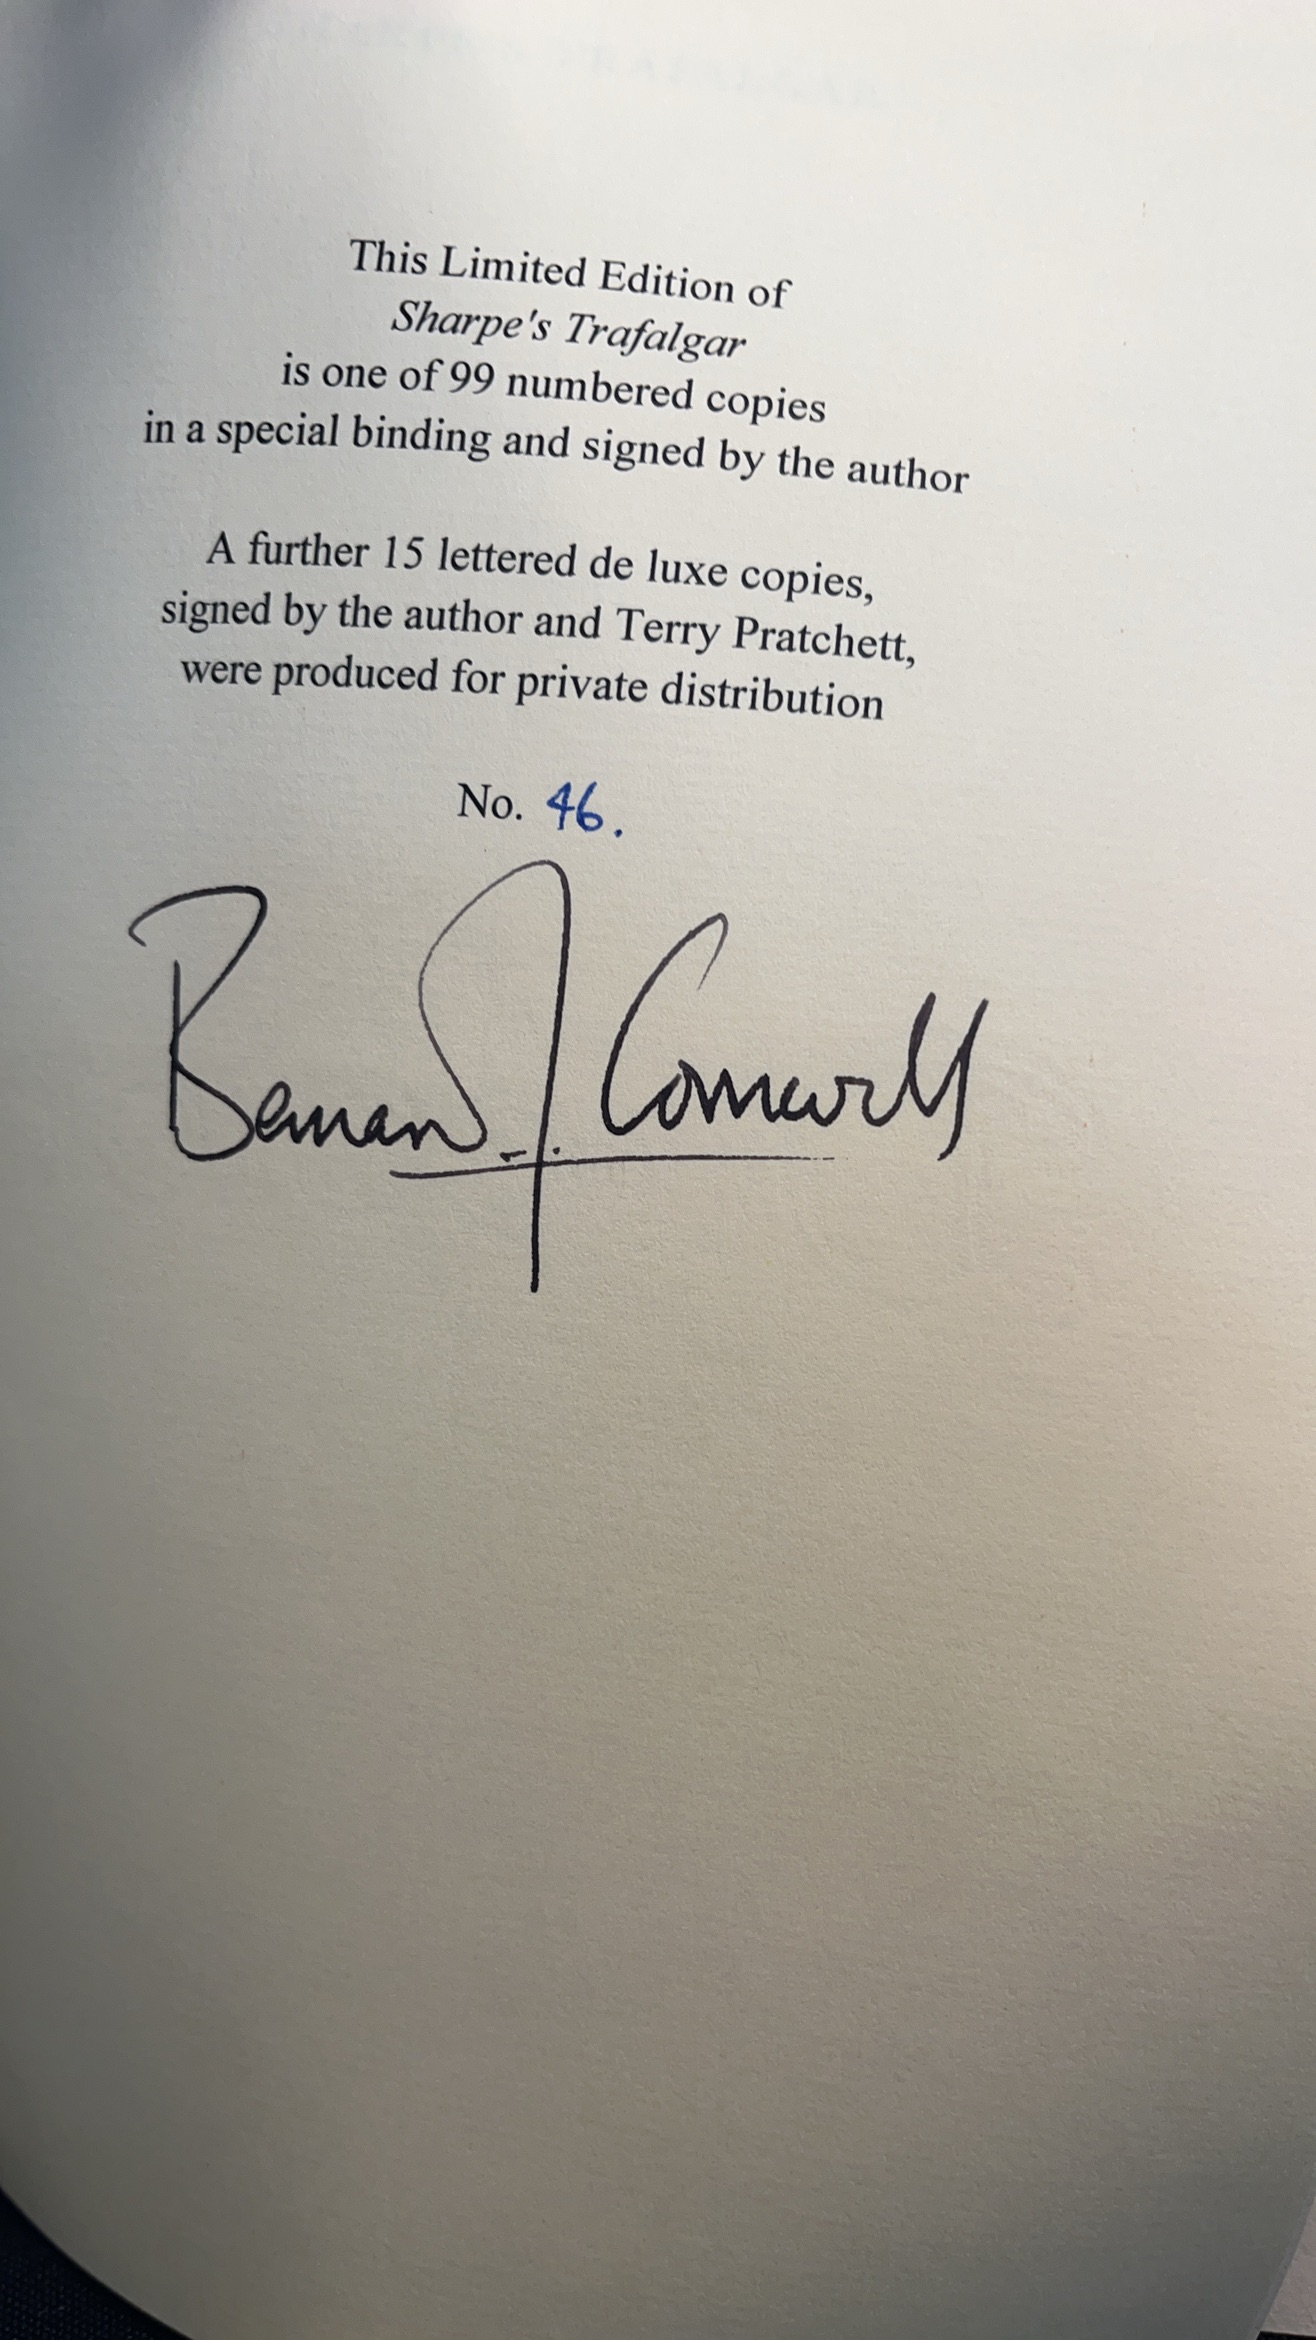 This Limited Edition of
Sharpe's Trafalgar
is one of 99 numbered copies
in a special binding and signed by the author
A further 15 lettered de luxe copies,
signed by the author and Terry Pratchett,
were produced for private distribution
No. 46.
Bernard Cornwell